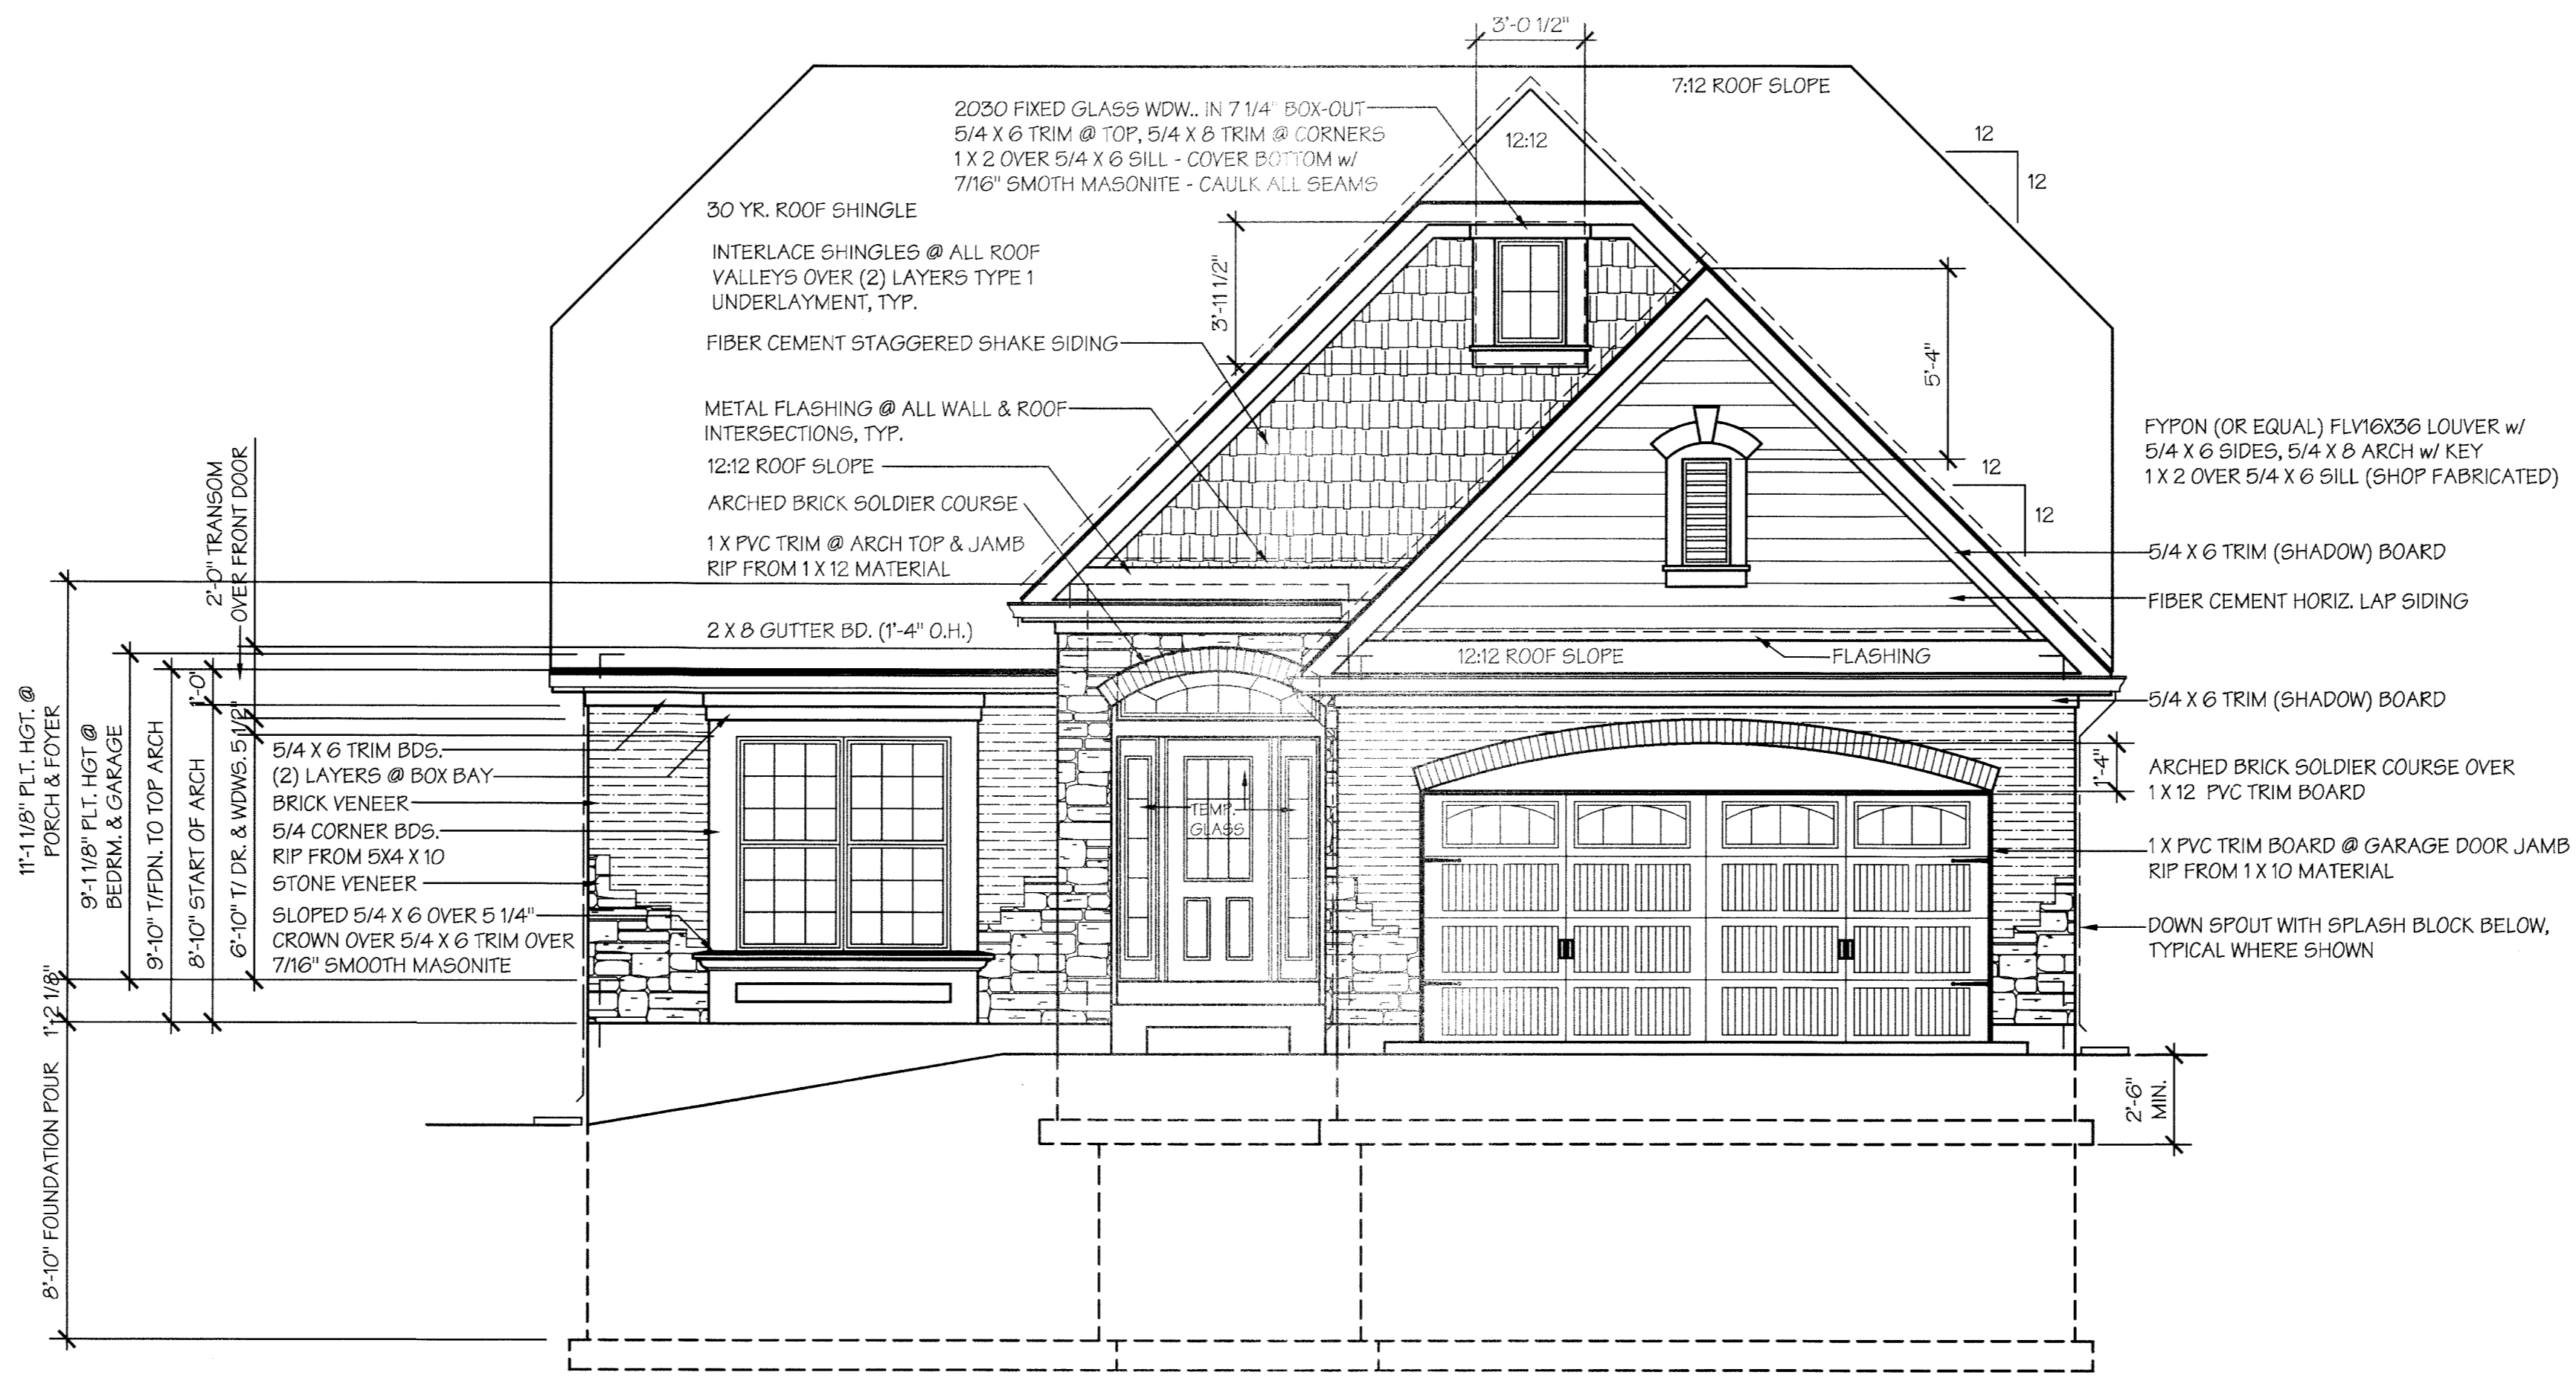 3'-0 1/2"
7:12 ROOF SLOPE
2030 FIXED GLASS WDW.. IN 7 1/4" BOX-OUT
5/4 X 6 TRIM @ TOP, 5/4 X 8 TRIM @ CORNERS
1 X 2 OVER 5/4 X 6 SILL - COVER BOTTOM w/
7/16" SMOTH MASONITE - CAULK ALL SEAMS
12:12
12
12
30 YR. ROOF SHINGLE
INTERLACE SHINGLES @ ALL ROOF
VALLEYS OVER (2) LAYERS TYPE 1
UNDERLAYMENT, TYP.
3'-11 1/2"
FIBER CEMENT STAGGERED SHAKE SIDING
5'-4"
METAL FLASHING @ ALL WALL & ROOF
INTERSECTIONS, TYP.
12:12 ROOF SLOPE
ARCHED BRICK SOLDIER COURSE
1 X PVC TRIM @ ARCH TOP & JAMB
RIP FROM 1 X 12 MATERIAL
2 X 8 GUTTER BD. (1'-4" O.H.)
FYPON (OR EQUAL) FLV16X36 LOUVER w/
5/4 X 6 SIDES, 5/4 X 8 ARCH w/ KEY
1 X 2 OVER 5/4 X 6 SILL (SHOP FABRICATED)
12
12
5/4 X 6 TRIM (SHADOW) BOARD
FIBER CEMENT HORIZ. LAP SIDING
12:12 ROOF SLOPE
FLASHING
5/4 X 6 TRIM (SHADOW) BOARD
11'-1 1/8" PLT. HGT. @
PORCH & FOYER
9'-1 1/8" PLT. HGT @
BEDRM. & GARAGE
9'-10" T/FDN. TO TOP ARCH
8'-10" START OF ARCH
1'-0"
2'-0" TRANSOM
OVER FRONT DOOR
6'-10" T/ DR. & WDWS. 5 1/2"
5/4 X 6 TRIM BDS.
(2) LAYERS @ BOX BAY
BRICK VENEER
5/4 CORNER BDS.
RIP FROM 5X4 X 10
STONE VENEER
SLOPED 5/4 X 6 OVER 5 1/4"
CROWN OVER 5/4 X 6 TRIM OVER
7/16" SMOOTH MASONITE
TEMP.
GLASS
1'-4"
ARCHED BRICK SOLDIER COURSE OVER
1 X 12 PVC TRIM BOARD
1 X PVC TRIM BOARD @ GARAGE DOOR JAMB
RIP FROM 1 X 10 MATERIAL
DOWN SPOUT WITH SPLASH BLOCK BELOW,
TYPICAL WHERE SHOWN
1'-2 1/8"
8'-10" FOUNDATION POUR
2'-6"
MIN.